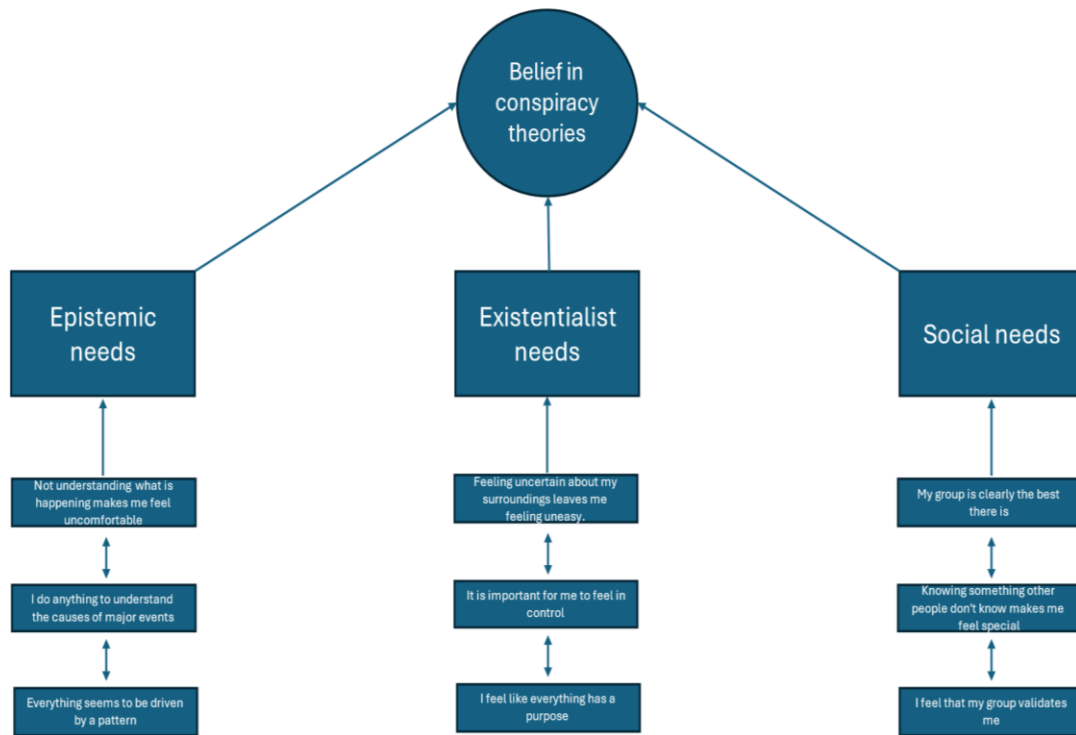 Belief in
conspiracy
theories
Epistemic
needs
Existentialist
needs
Social needs
Not understanding what is
happening makes me feel
uncomfortable
Feeling uncertain about my
surroundings leaves me
feeling uneasy.
My group is clearly the best
there is
I do anything to understand
the causes of major events
It is important for me to feel in
control
Knowing something other
people don't know makes me
feel special
Everything seems to be driven
by a pattern
I feel like everything has a
purpose
I feel that my group validates
me